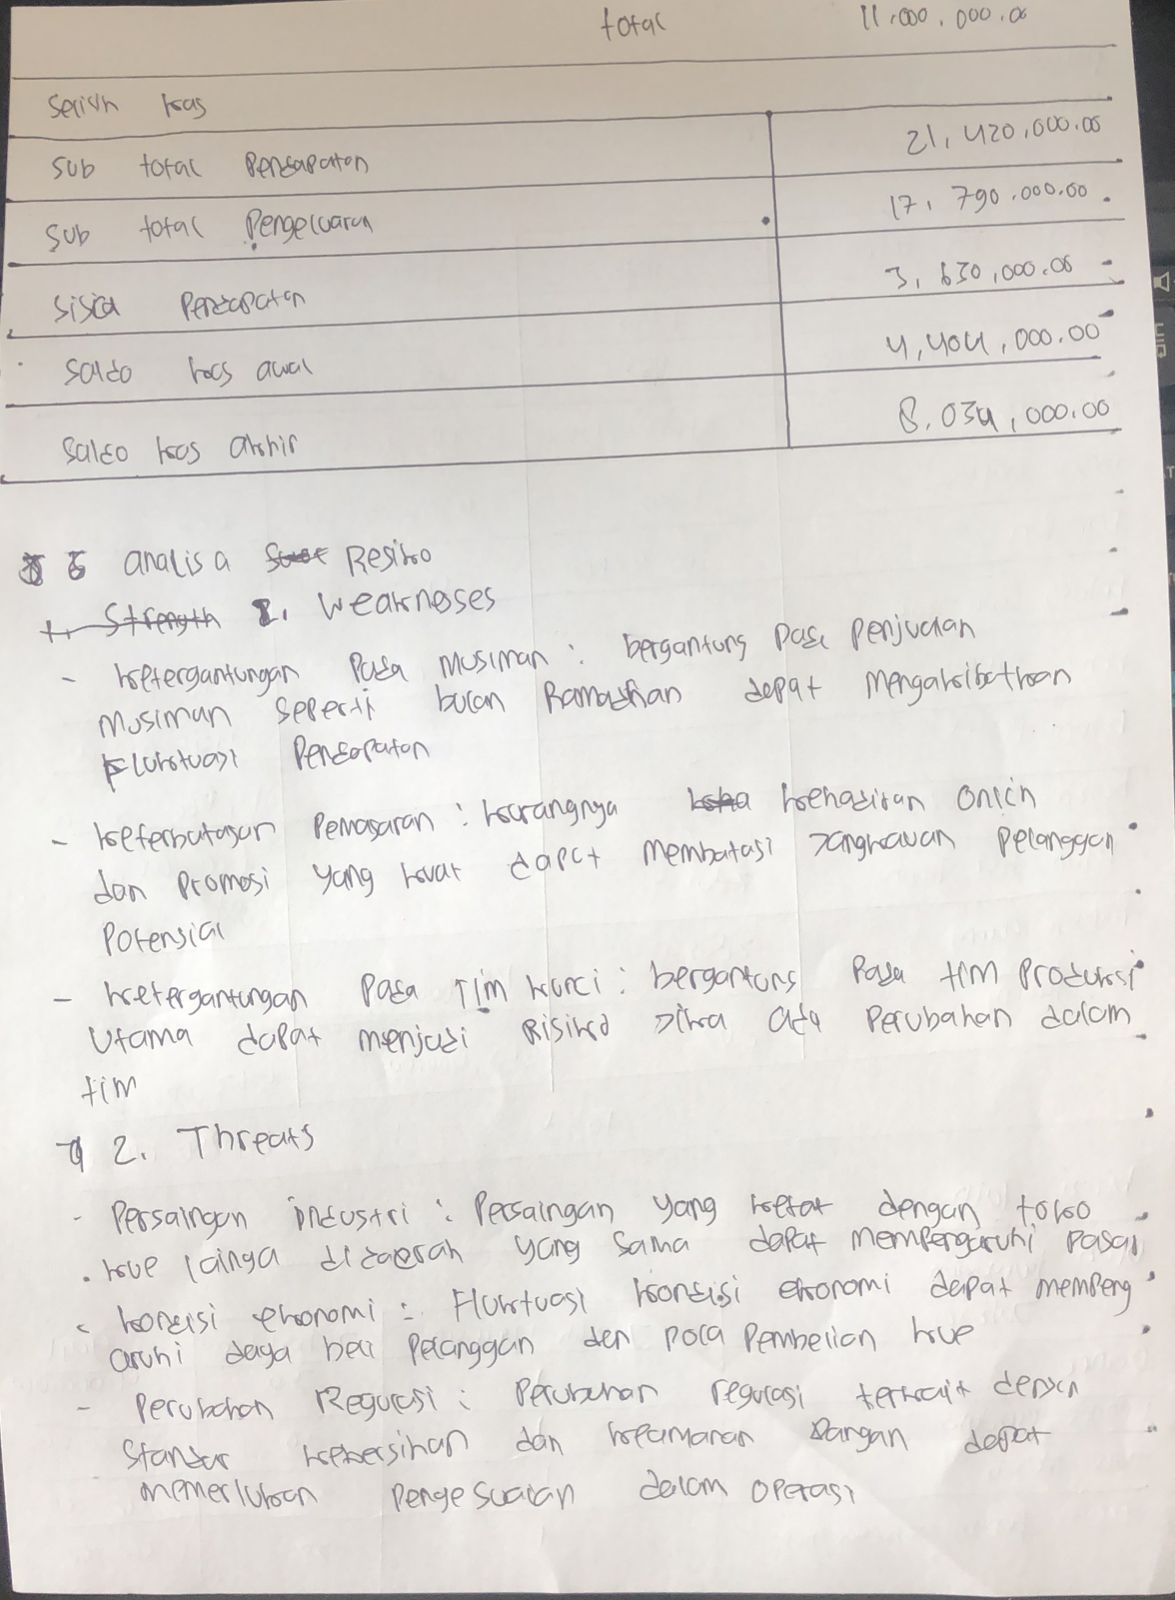 total 11.000.000.00
Selisih kas
Sub total Pendapatan 21,420,000.00
Sub total Pengeluaran 17,790.000.00
Sisia Pendapatan 3,630,000.00
Saldo kas awal 4,404,000.00
Saldo kas akhir 8.034,000.00
6 analisa Resiko
1. Weaknesses
- ketergantungan pada musiman : bergantung pada penjualan
musiman seperti bulan Ramadhan dapat mengakibatkan
Fluktuasi Pendapatan
- keterbatasan Pemasaran : kurangnya kehadiran onlin
dan promosi yang kuat dapat membatasi jangkauan pelanggan
Potensial
- ketergantungan pada Tim kunci : bergantung pada tim Produksi
Utama dapat menjadi Risiko jika ada perubahan dalam
tim
2. Threats
- Persaingan industri : Persaingan yang ketat dengan toko
kue lainya didaerah yang sama dapat mempengaruhi pasar
kondisi ekonomi : Fluktuasi kondisi ekonomi dapat mempeng
aruhi daya beli pelanggan dan pola pembelian kue
- Perubahan Regulasi : Perubahan regulasi terkait dengan
Standar kebersihan dan keamanan pangan dapat
memerlukan pengesuaian dalam operasi